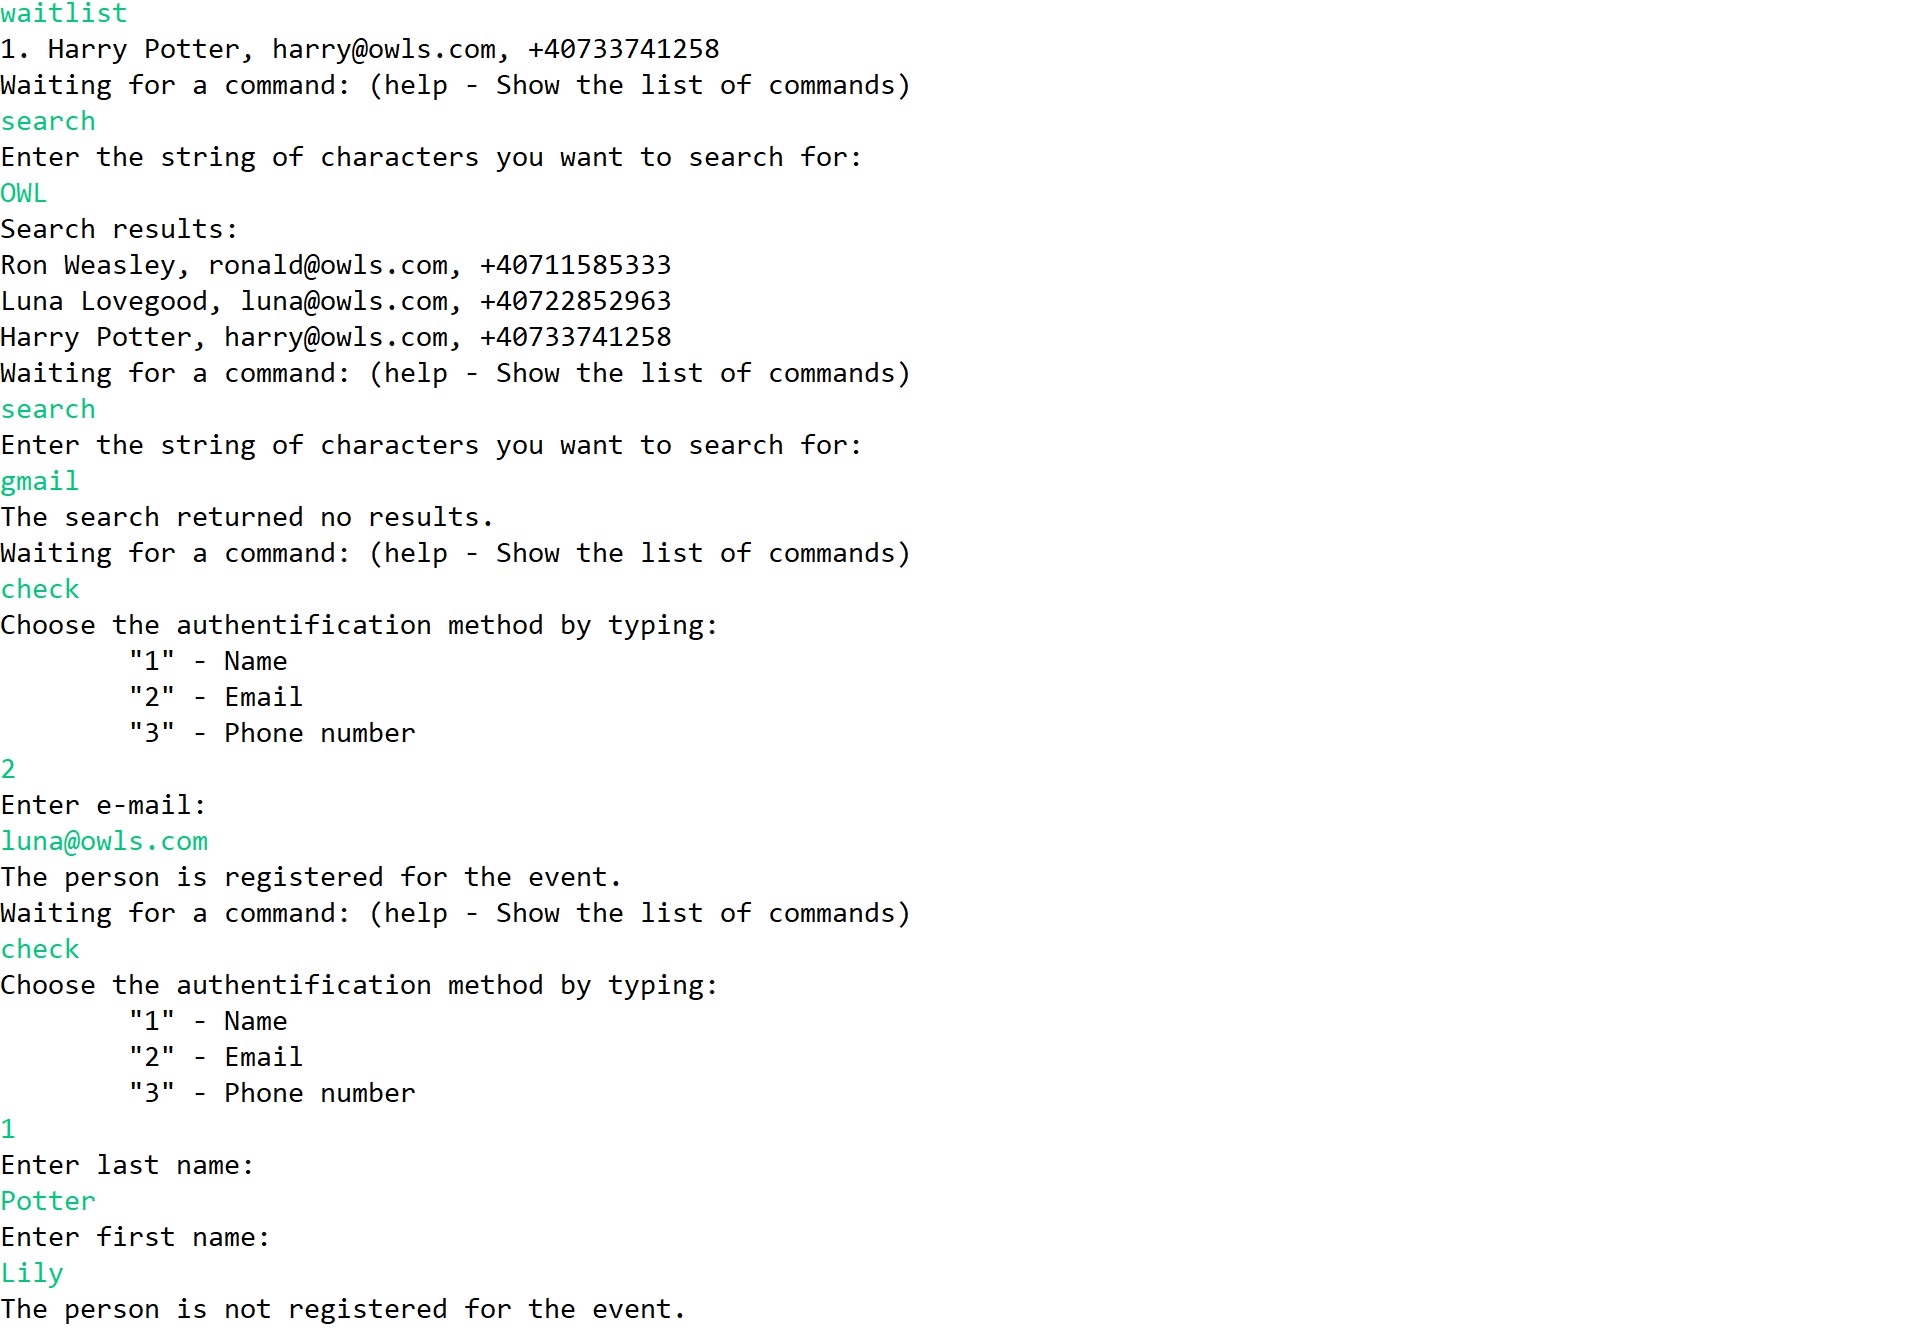 waitlist
1. Harry Potter, harry@owls.com, +40733741258
Waiting for a command: (help - Show the list of commands)
search
Enter the string of characters you want to search for:
OWL
Search results:
Ron Weasley, ronald@owls.com, +40711585333
Luna Lovegood, luna@owls.com, +40722852963
Harry Potter, harry@owls.com, +40733741258
Waiting for a command: (help - Show the list of commands)
search
Enter the string of characters you want to search for:
gmail
The search returned no results.
Waiting for a command: (help - Show the list of commands)
check
Choose the authentification method by typing:
        "1" - Name
        "2" - Email
        "3" - Phone number
2
Enter e-mail:
luna@owls.com
The person is registered for the event.
Waiting for a command: (help - Show the list of commands)
check
Choose the authentification method by typing:
        "1" - Name
        "2" - Email
        "3" - Phone number
1
Enter last name:
Potter
Enter first name:
Lily
The person is not registered for the event.